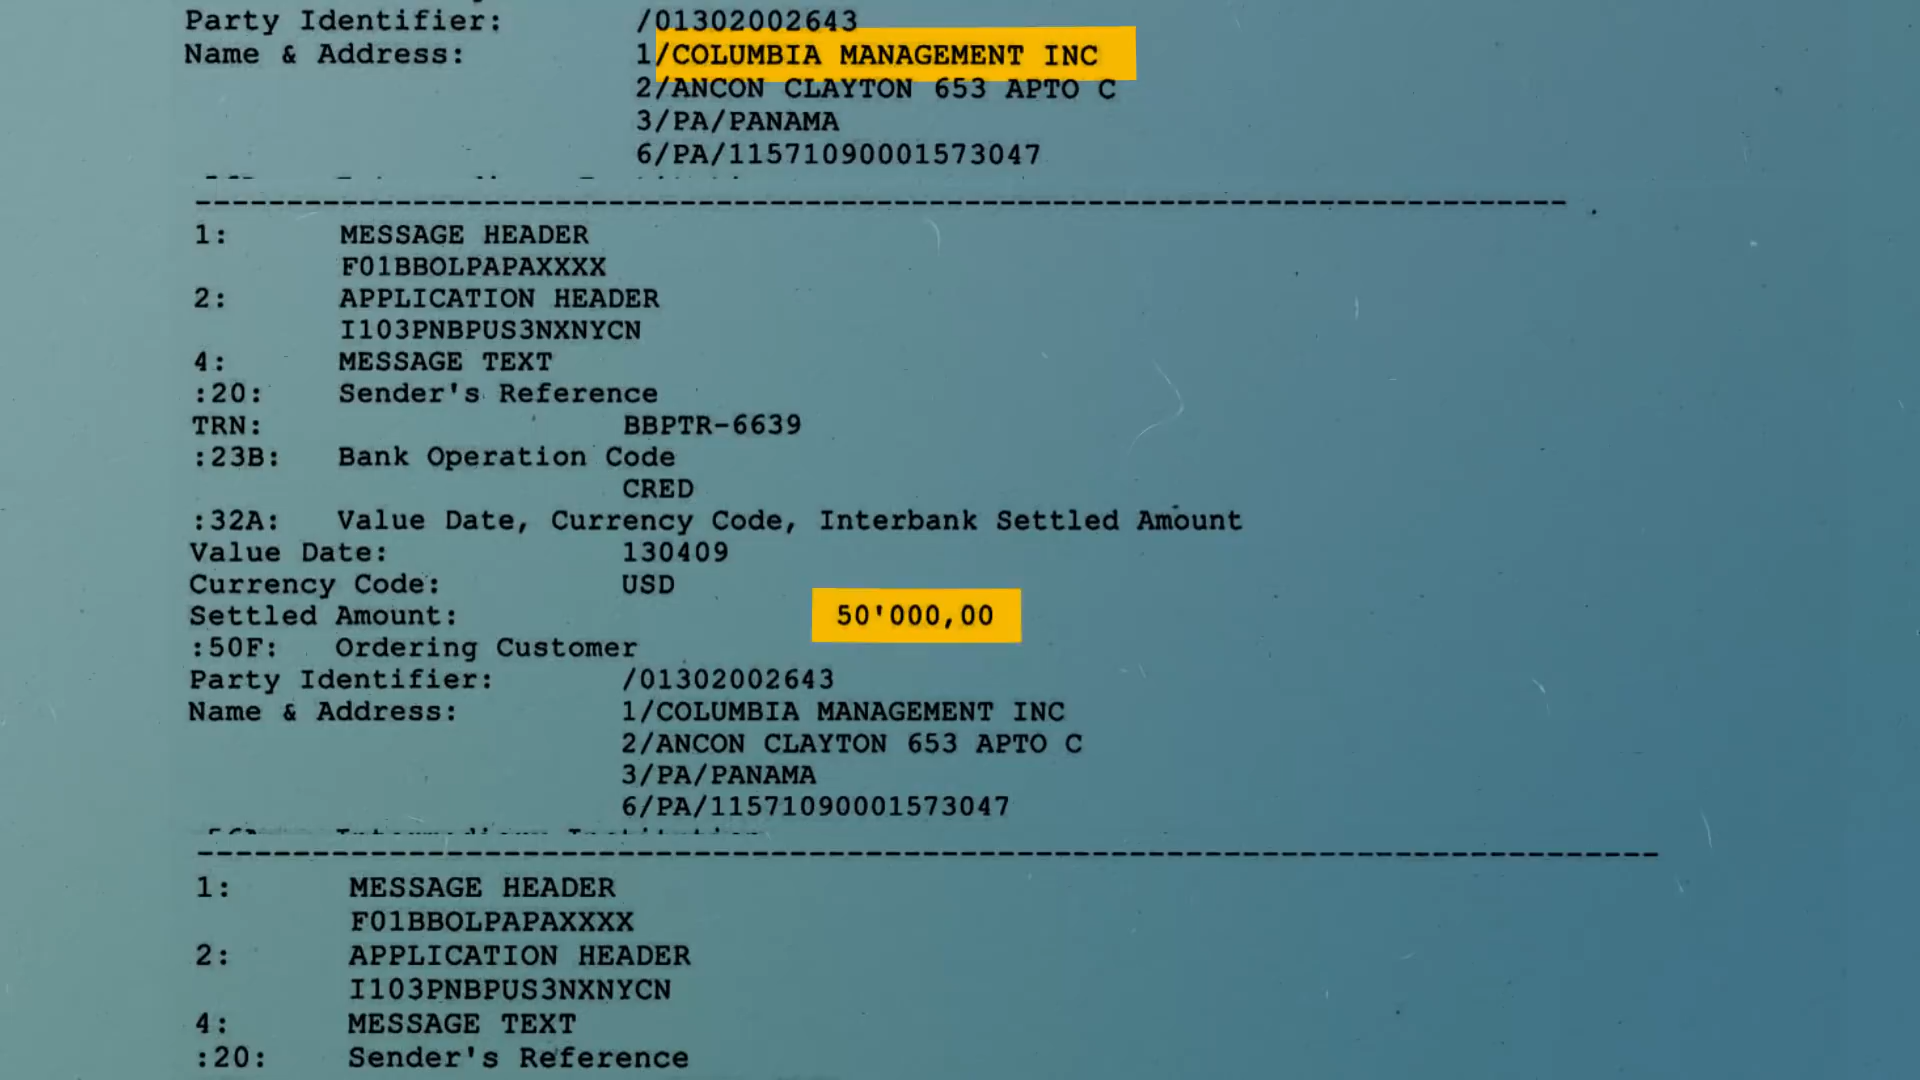 Party Identifier: /01302002643
Name & Address: 1/COLUMBIA MANAGEMENT INC
2/ANCON CLAYTON 653 APTO C
3/PA/PANAMA
6/PA/11571090001573047
1: MESSAGE HEADER
F01BBOLPAPAXXXX
2: APPLICATION HEADER
I103PNBPUS3NXNYCN
4: MESSAGE TEXT
:20: Sender's Reference
TRN: BBPTR-6639
:23B: Bank Operation Code
CRED
:32A: Value Date, Currency Code, Interbank Settled Amount
Value Date: 130409
Currency Code: USD
Settled Amount: 50'000,00
:50F: Ordering Customer
Party Identifier: /01302002643
Name & Address: 1/COLUMBIA MANAGEMENT INC
2/ANCON CLAYTON 653 APTO C
3/PA/PANAMA
6/PA/11571090001573047
1: MESSAGE HEADER
F01BBOLPAPAXXXX
2: APPLICATION HEADER
I103PNBPUS3NXNYCN
4: MESSAGE TEXT
:20: Sender's Reference